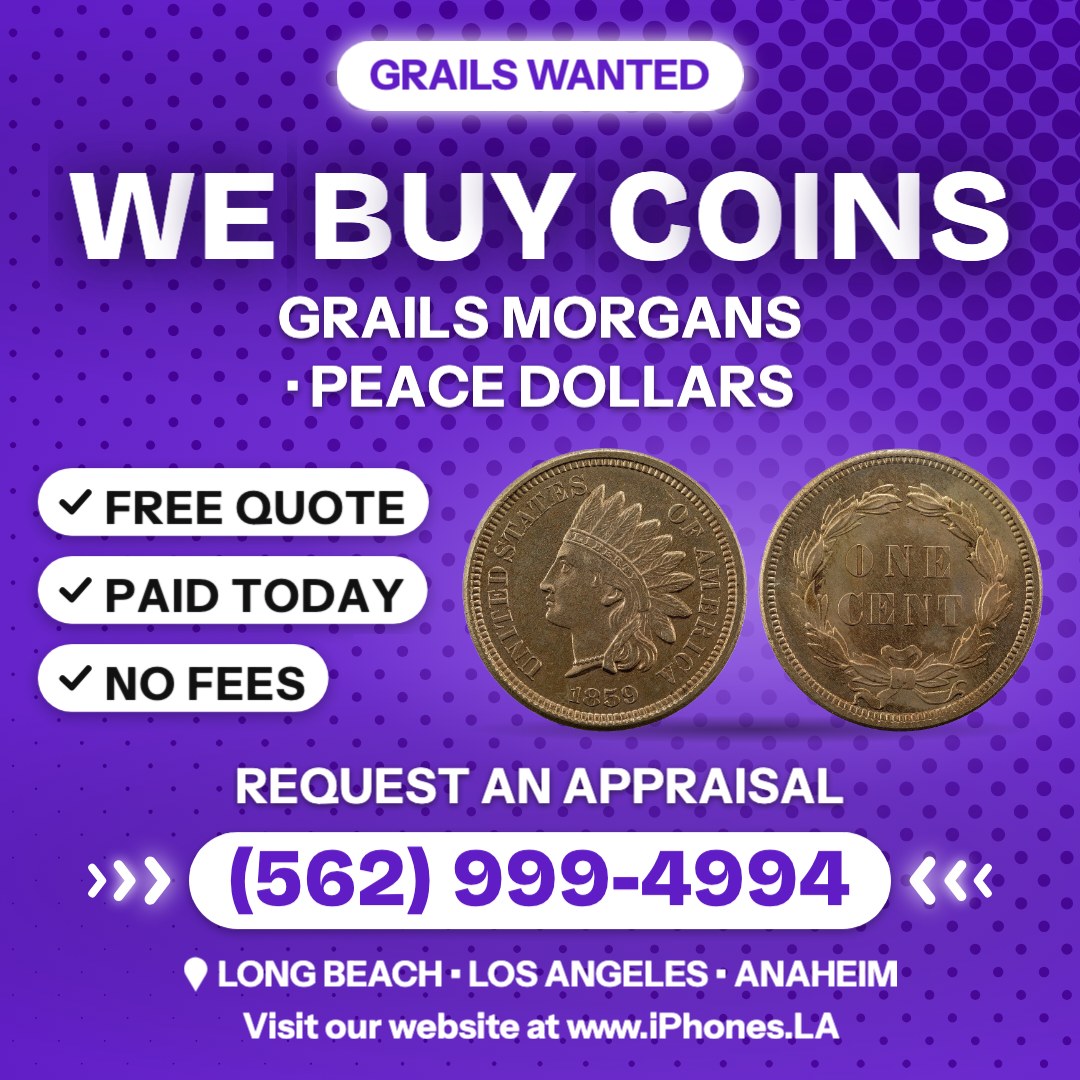 GRAILS WANTED
WE BUY COINS
GRAILS MORGANS
· PEACE DOLLARS
✓ FREE QUOTE
✓ PAID TODAY
✓ NO FEES
UNITED STATES OF AMERICA
1859
ONE
CENT
REQUEST AN APPRAISAL
(562) 999-4994
LONG BEACH · LOS ANGELES · ANAHEIM
Visit our website at www.iPhones.LA